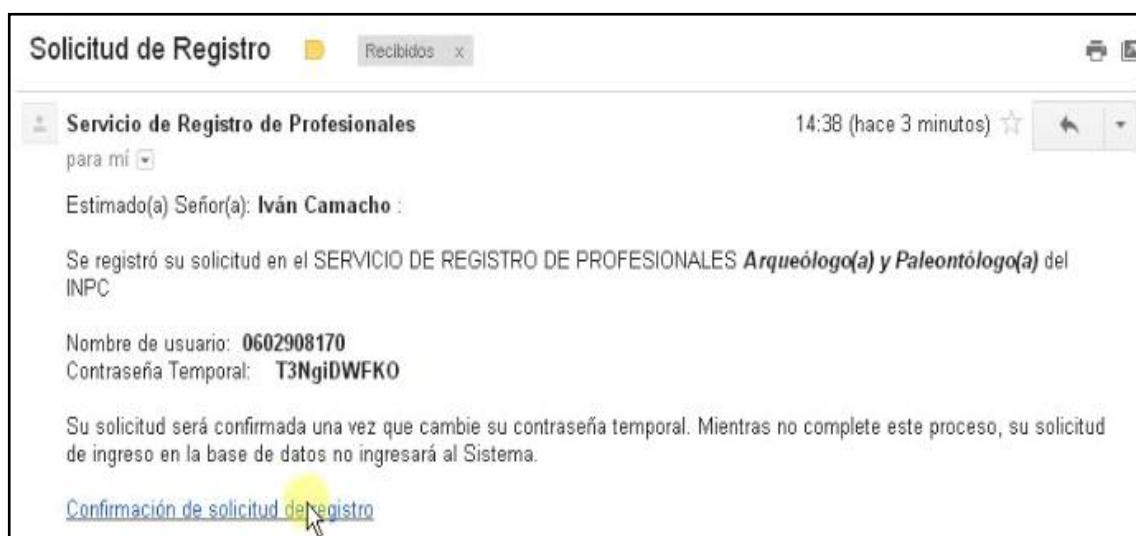 Solicitud de Registro Recibidos x
Servicio de Registro de Profesionales 14:38 (hace 3 minutos)
para mí
Estimado(a) Señor(a): Iván Camacho :
Se registró su solicitud en el SERVICIO DE REGISTRO DE PROFESIONALES Arqueólogo(a) y Paleontólogo(a) del
INPC
Nombre de usuario: 0602908170
Contraseña Temporal: T3NgiDWFKO
Su solicitud será confirmada una vez que cambie su contraseña temporal. Mientras no complete este proceso, su solicitud
de ingreso en la base de datos no ingresará al Sistema.
Confirmación de solicitud de registro